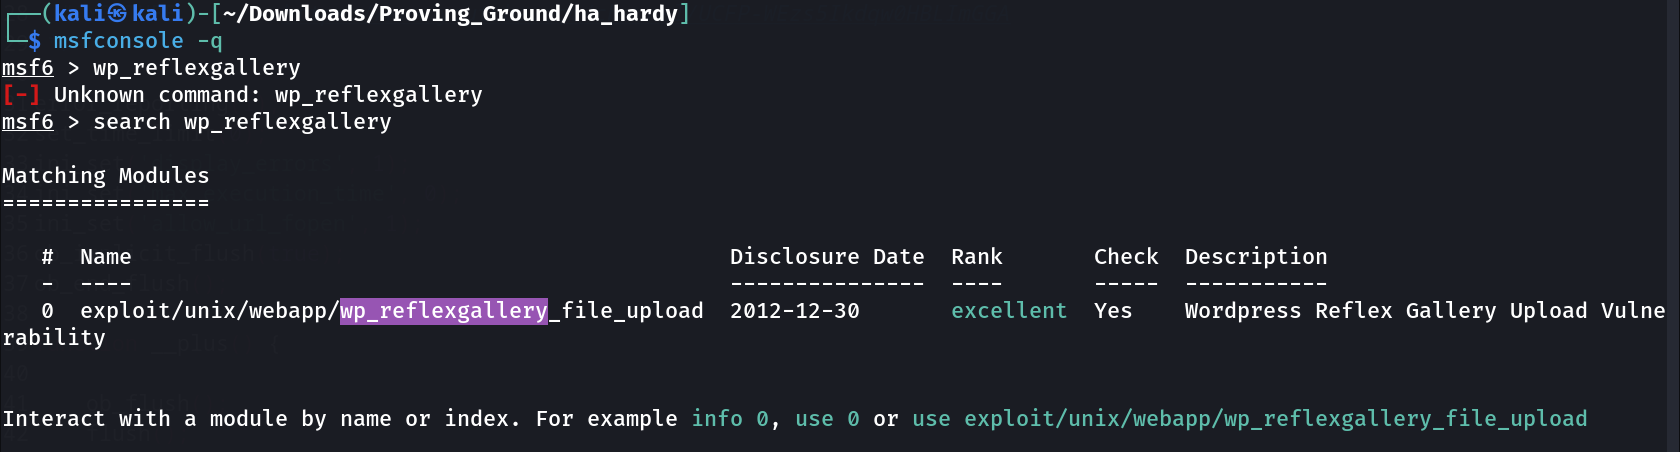 ┌──(kali㉿kali)-[~/Downloads/Proving_Ground/ha_hardy]
└─$ msfconsole -q
msf6 > wp_reflexgallery
[-] Unknown command: wp_reflexgallery
msf6 > search wp_reflexgallery
Matching Modules
================
# Name Disclosure Date Rank Check Description
- ---- --------------- ---- ----- -----------
0 exploit/unix/webapp/wp_reflexgallery_file_upload 2012-12-30 excellent Yes Wordpress Reflex Gallery Upload Vulne
rability
Interact with a module by name or index. For example info 0, use 0 or use exploit/unix/webapp/wp_reflexgallery_file_upload